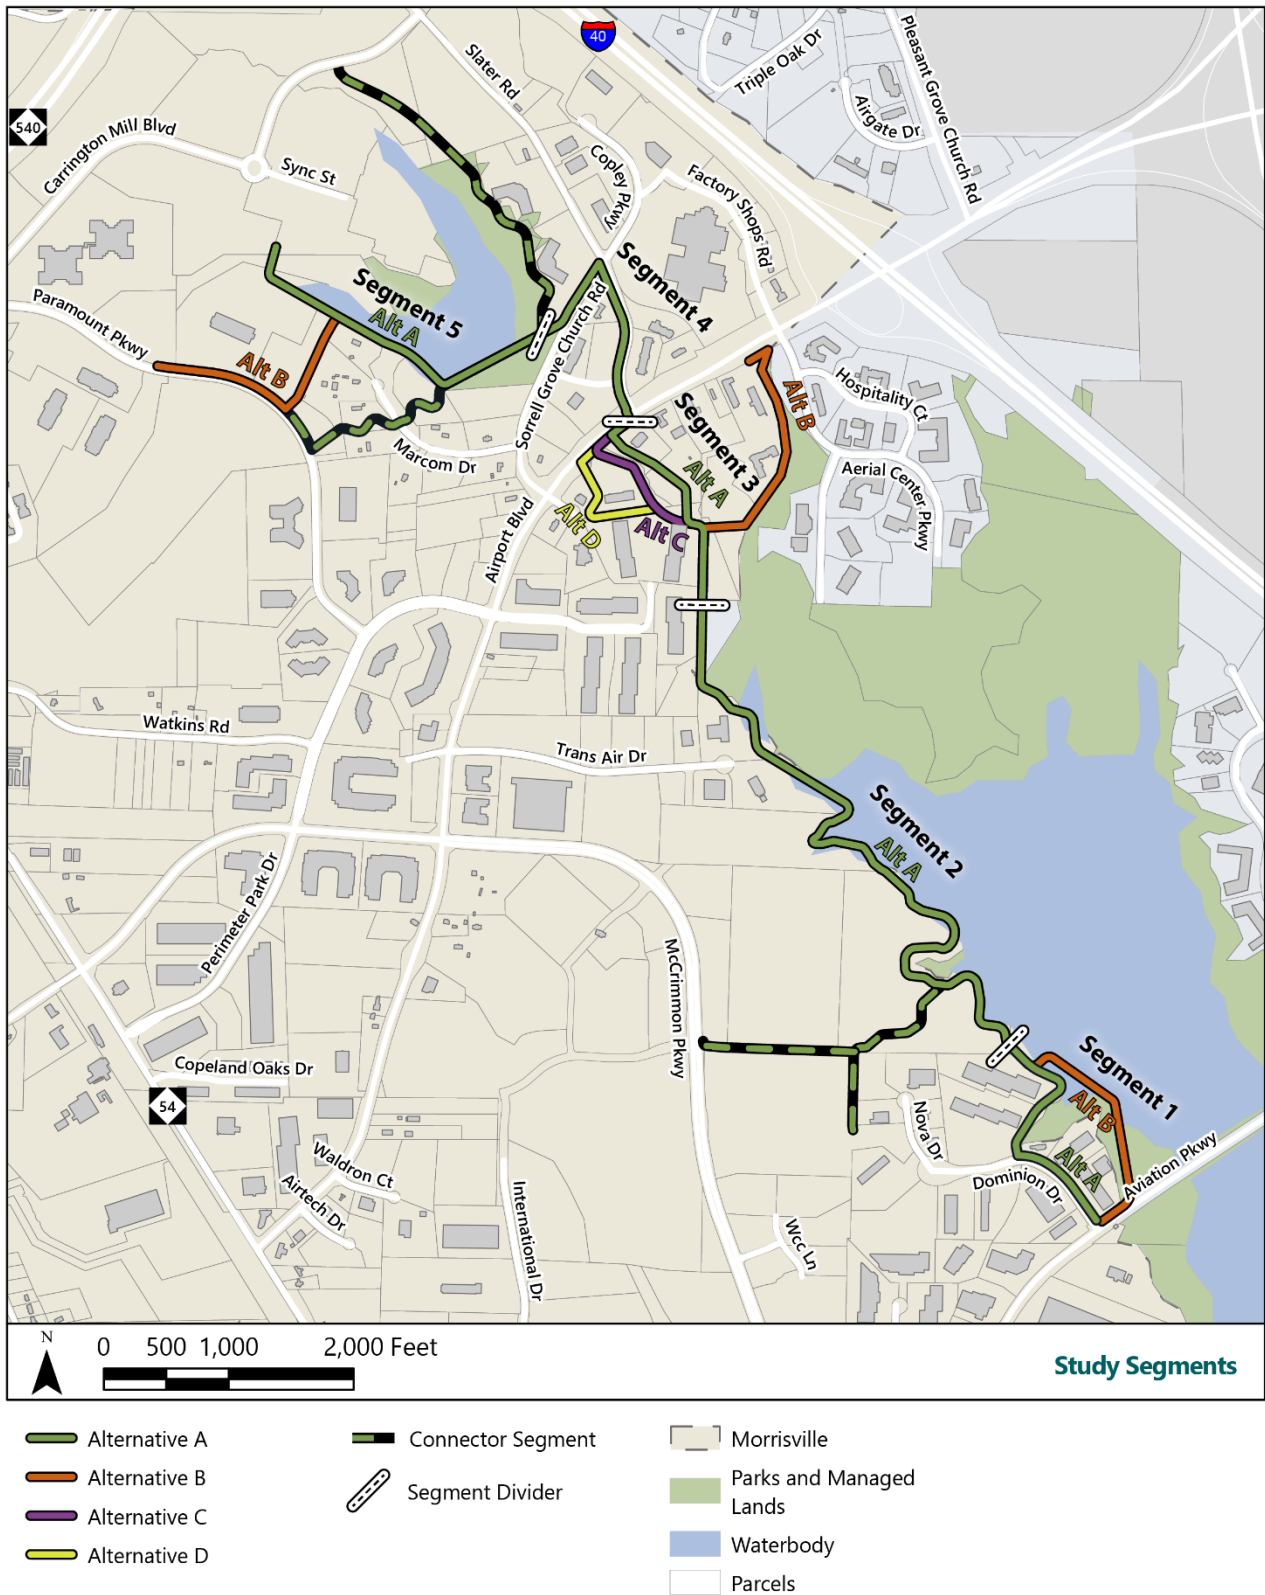 40
Slater Rd
Triple Oak Dr
Pleasant Grove Church Rd
Airgate Dr
540
Carrington Mill Blvd
Sync St
Copley Pkwy
Factory Shops Rd
Segment 4
Segment 5
Alt A
Paramount Pkwy
Alt B
Sorrell Grove Church Rd
Hospitality Ct
Alt B
Segment 3
Alt A
Marcom Dr
Aerial Center Pkwy
Airport Blvd
Alt D
Alt C
Watkins Rd
Trans Air Dr
Segment 2
Alt A
Perimeter Park Dr
McCrimmon Pkwy
Copeland Oaks Dr
54
Segment 1
Alt B
Alt A
Nova Dr
Dominion Dr
Aviation Pkwy
Waldron Ct
Airtech Dr
International Dr
Wcc Ln
N
0 500 1,000 2,000 Feet
Study Segments
Alternative A
Alternative B
Alternative C
Alternative D
Connector Segment
Segment Divider
Morrisville
Parks and Managed
Lands
Waterbody
Parcels